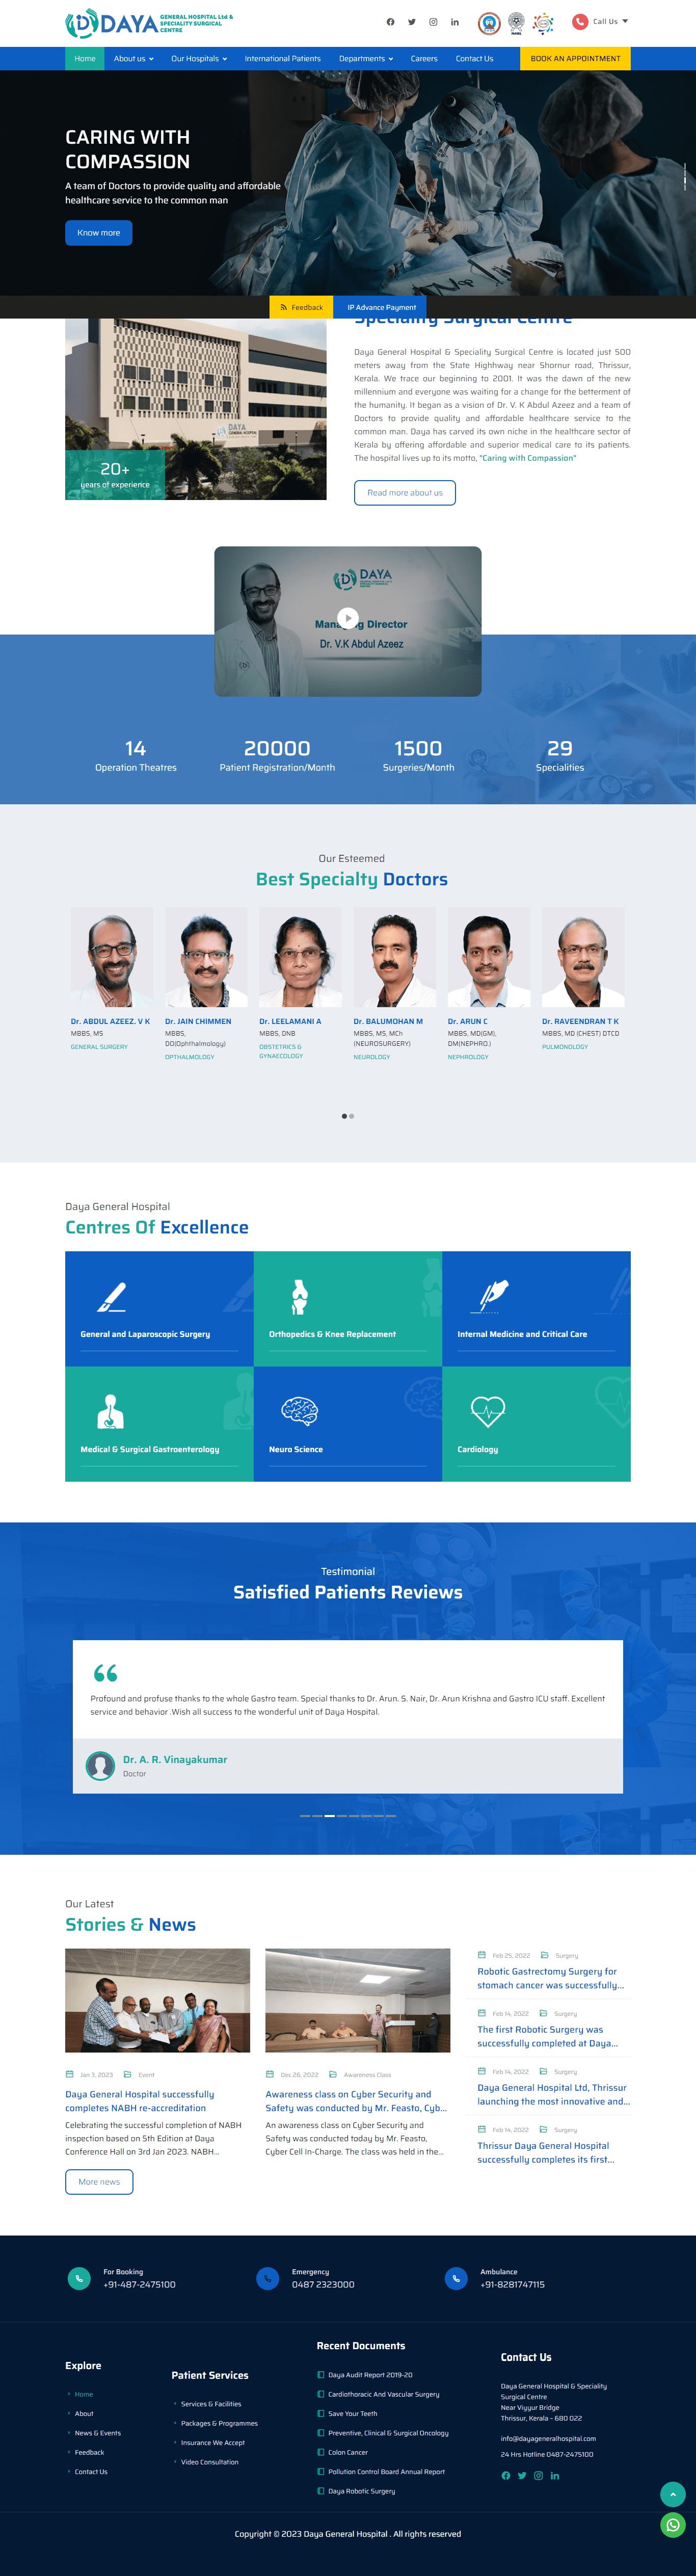 DAYA GENERAL HOSPITAL Ltd &
SPECIALITY SURGICAL
CENTRE
Call Us
Home About us Our Hospitals International Patients Departments Careers Contact Us BOOK AN APPOINTMENT
CARING WITH
COMPASSION
A team of Doctors to provide quality and affordable
healthcare service to the common man
Know more
Feedback IP Advance Payment
Speciality Surgical Centre
DAYA
GENERAL HOSPITAL
20+
years of experience
Daya General Hospital & Speciality Surgical Centre is located just 500
meters away from the State Highhway near Shornur road, Thrissur,
Kerala. We trace our beginning to 2001. It was the dawn of the new
millennium and everyone was waiting for a change for the betterment of
the humanity. It began as a vision of Dr. V. K Abdul Azeez and a team of
Doctors to provide quality and affordable healthcare service to the
common man. Daya has carved its own niche in the healthcare sector of
Kerala by offering affordable and superior medical care to its patients.
The hospital lives up to its motto, "Caring with Compassion"
Read more about us
DAYA
Managing Director
Dr. V.K Abdul Azeez
14 20000 1500 29
Operation Theatres Patient Registration/Month Surgeries/Month Specialities
Our Esteemed
Best Specialty Doctors
Dr. ABDUL AZEEZ. V K
MBBS, MS
GENERAL SURGERY
Dr. JAIN CHIMMEN
MBBS,
DO(Ophthalmology)
OPTHALMOLOGY
Dr. LEELAMANI A
MBBS, DNB
OBSTETRICS &
GYNAECOLOGY
Dr. BALUMOHAN M
MBBS, MS, MCh
(NEUROSURGERY)
NEUROLOGY
Dr. ARUN C
MBBS, MD(GM),
DM(NEPHRO.)
NEPHROLOGY
Dr. RAVEENDRAN T K
MBBS, MD (CHEST) DTCD
PULMONOLOGY
Daya General Hospital
Centres Of Excellence
General and Laparoscopic Surgery
Orthopedics & Knee Replacement
Internal Medicine and Critical Care
Medical & Surgical Gastroenterology
Neuro Science
Cardiology
Testimonial
Satisfied Patients Reviews
Profound and profuse thanks to the whole Gastro team. Special thanks to Dr. Arun. S. Nair, Dr. Arun Krishna and Gastro ICU staff. Excellent
service and behavior .Wish all success to the wonderful unit of Daya Hospital.
Dr. A. R. Vinayakumar
Doctor
Our Latest
Stories & News
Jan 3, 2023 Event
Daya General Hospital successfully
completes NABH re-accreditation
Celebrating the successful completion of NABH
inspection based on 5th Edition at Daya
Conference Hall on 3rd Jan 2023. NABH...
Dec 26, 2022 Awareness Class
Awareness class on Cyber Security and
Safety was conducted by Mr. Feasto, Cyb...
An awareness class on Cyber Security and
Safety was conducted today by Mr. Feasto,
Cyber Cell In-Charge. The class was held in the...
Feb 25, 2022 Surgery
Robotic Gastrectomy Surgery for
stomach cancer was successfully...
Feb 14, 2022 Surgery
The first Robotic Surgery was
successfully completed at Daya...
Feb 14, 2022 Surgery
Daya General Hospital Ltd, Thrissur
launching the most innovative and...
Feb 14, 2022 Surgery
Thrissur Daya General Hospital
successfully completes its first...
More news
For Booking
+91-487-2475100
Emergency
0487 2323000
Ambulance
+91-8281747115
Explore
Home
About
News & Events
Feedback
Contact Us
Patient Services
Services & Facilities
Packages & Programmes
Insurance We Accept
Video Consultation
Recent Documents
Daya Audit Report 2019-20
Cardiothoracic And Vascular Surgery
Save Your Teeth
Preventive, Clinical & Surgical Oncology
Colon Cancer
Pollution Control Board Annual Report
Daya Robotic Surgery
Contact Us
Daya General Hospital & Speciality
Surgical Centre
Near Viyyur Bridge
Thrissur, Kerala - 680 022
info@dayageneralhospital.com
24 Hrs Hotline 0487-2475100
Copyright © 2023 Daya General Hospital . All rights reserved